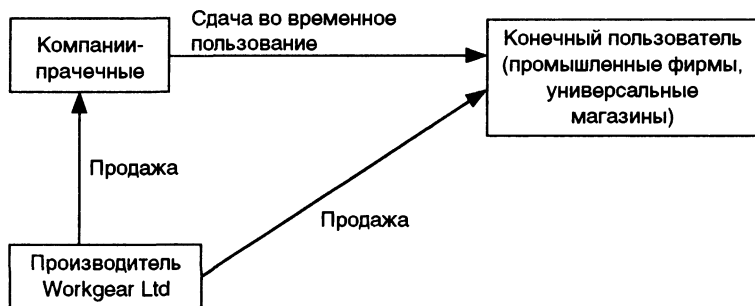 Сдача во временное
пользование
Компании-
прачечные
Конечный пользователь
(промышленные фирмы,
универсальные
магазины)
Продажа
Продажа
Производитель
Workgear Ltd